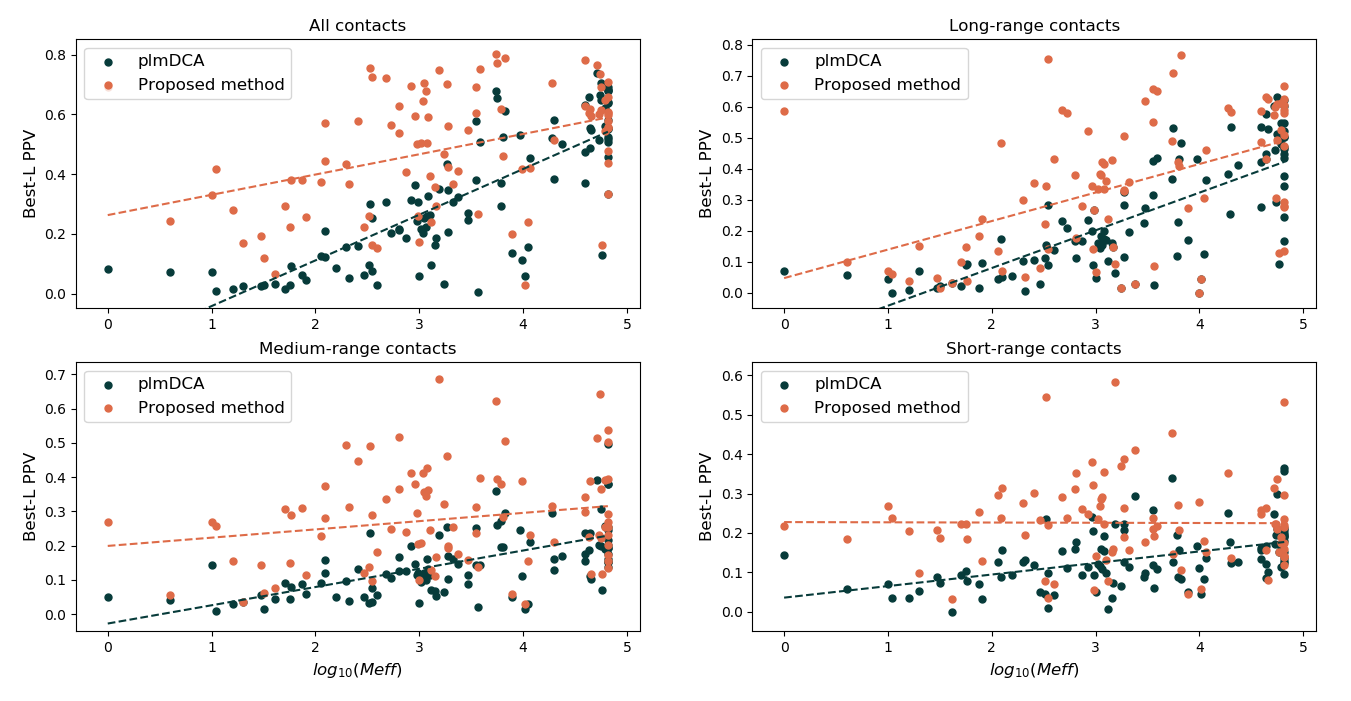 All contacts
plmDCA
Proposed method
Best-L PPV
0.8
0.6
0.4
0.2
0.0
0 1 2 3 4 5
Long-range contacts
plmDCA
Proposed method
Best-L PPV
0.8
0.7
0.6
0.5
0.4
0.3
0.2
0.1
0.0
0 1 2 3 4 5
Medium-range contacts
plmDCA
Proposed method
Best-L PPV
0.7
0.6
0.5
0.4
0.3
0.2
0.1
0.0
0 1 2 3 4 5
log₁₀(Meff)
Short-range contacts
plmDCA
Proposed method
Best-L PPV
0.6
0.5
0.4
0.3
0.2
0.1
0.0
0 1 2 3 4 5
log₁₀(Meff)